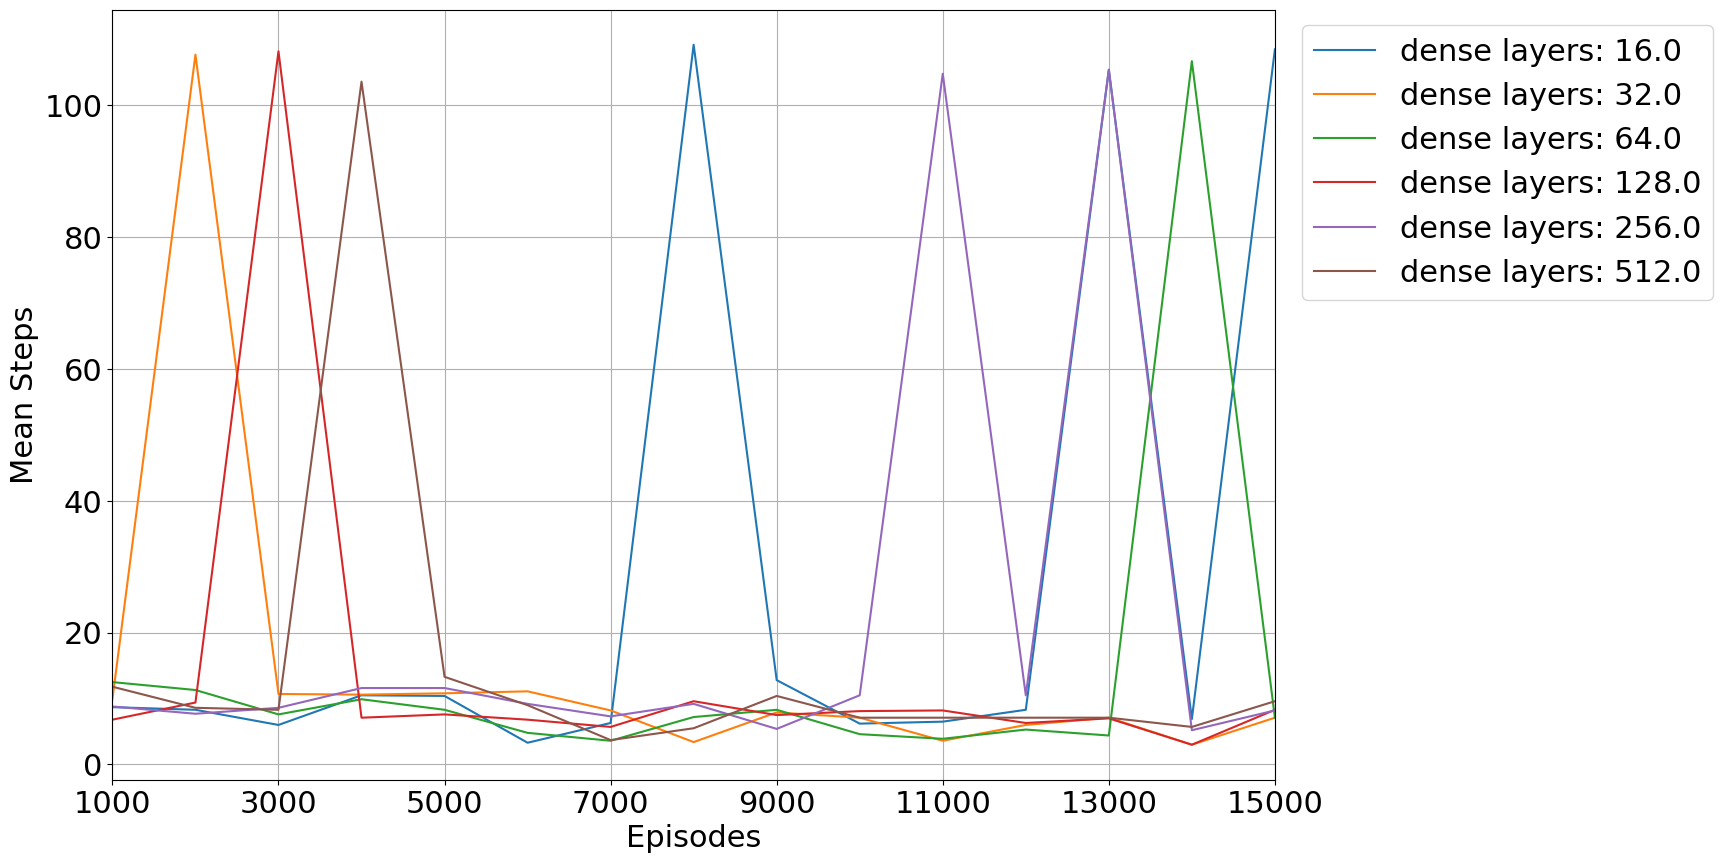 100
80
60
40
20
0
Mean Steps
1000 3000 5000 7000 9000 11000 13000 15000
Episodes
dense layers: 16.0
dense layers: 32.0
dense layers: 64.0
dense layers: 128.0
dense layers: 256.0
dense layers: 512.0